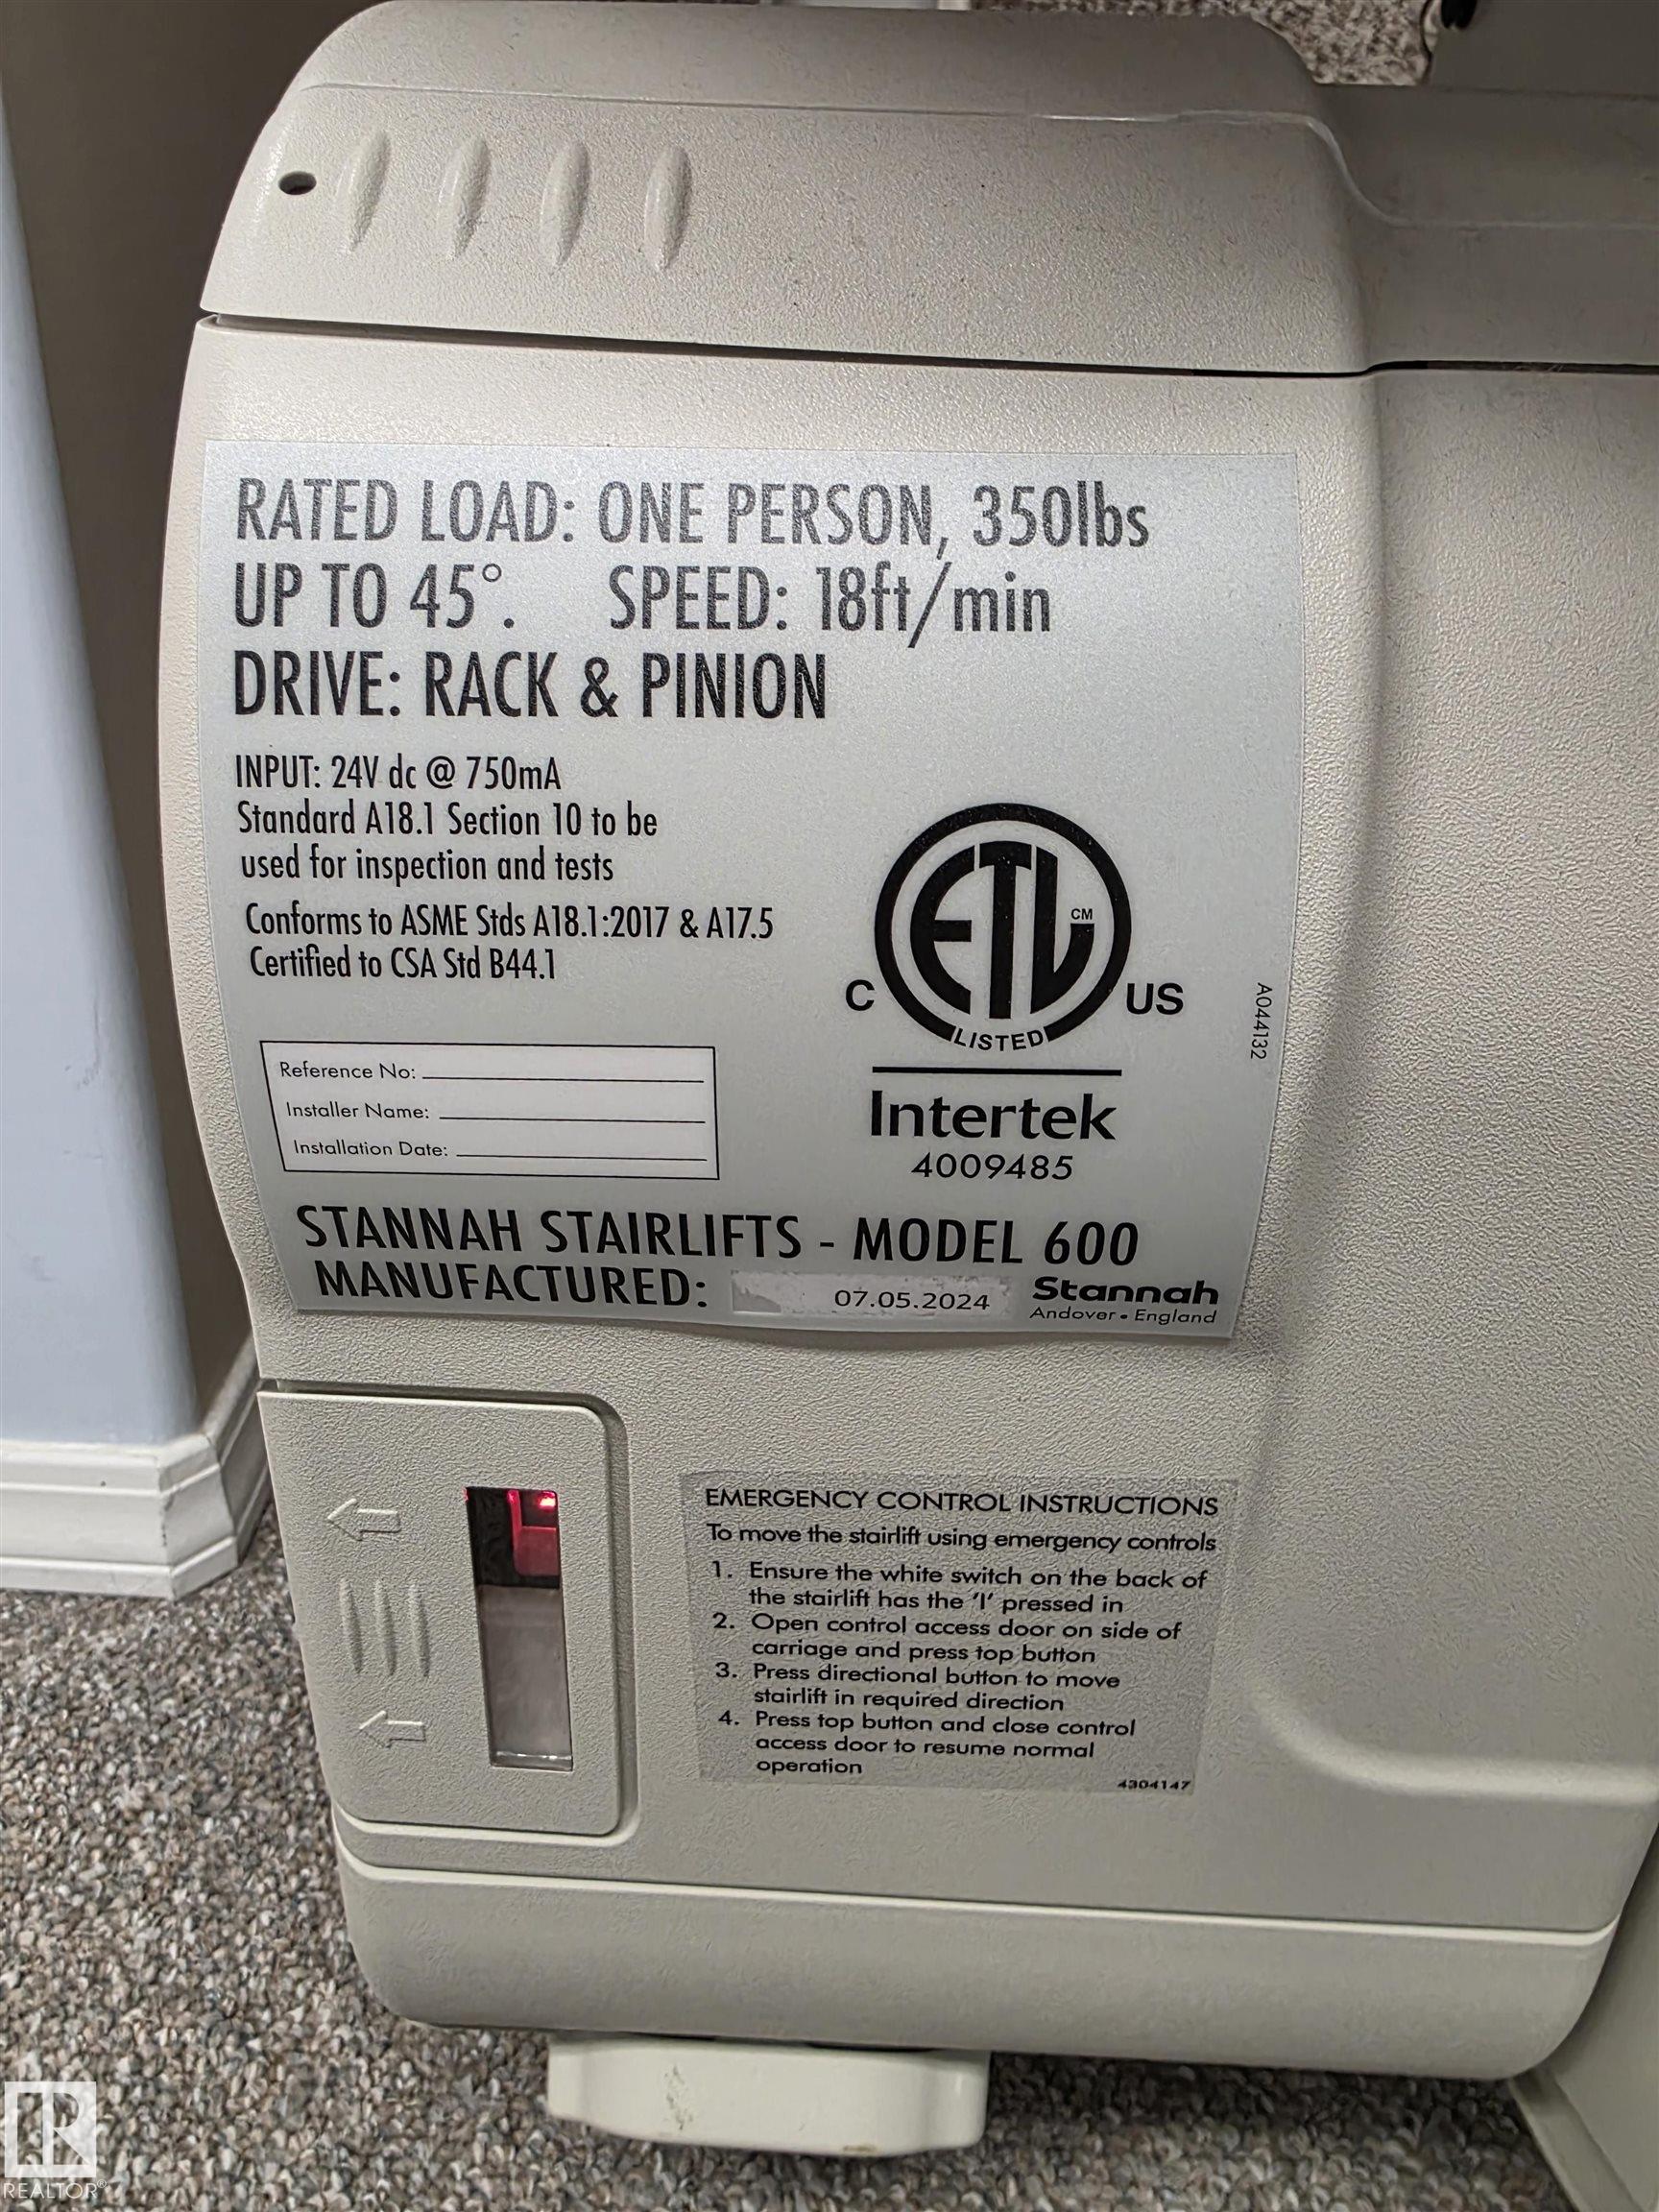 RATED LOAD: ONE PERSON, 350lbs
UP TO 45°. SPEED: 18ft/min
DRIVE: RACK & PINION
INPUT: 24V dc @ 750mA
Standard A18.1 Section 10 to be
used for inspection and tests
Conforms to ASME Stds A18.1:2017 & A17.5
Certified to CSA Std B44.1
ETL CM
C US
LISTED
Intertek
4009485
A044132
Reference No:
Installer Name:
Installation Date:
STANNAH STAIRLIFTS - MODEL 600
MANUFACTURED: 07.05.2024
Stannah
Andover • England
EMERGENCY CONTROL INSTRUCTIONS
To move the stairlift using emergency controls
1. Ensure the white switch on the back of
the stairlift has the 'I' pressed in
2. Open control access door on side of
carriage and press top button
3. Press directional button to move
stairlift in required direction
4. Press top button and close control
access door to resume normal
operation
4304147
R
REALTOR®